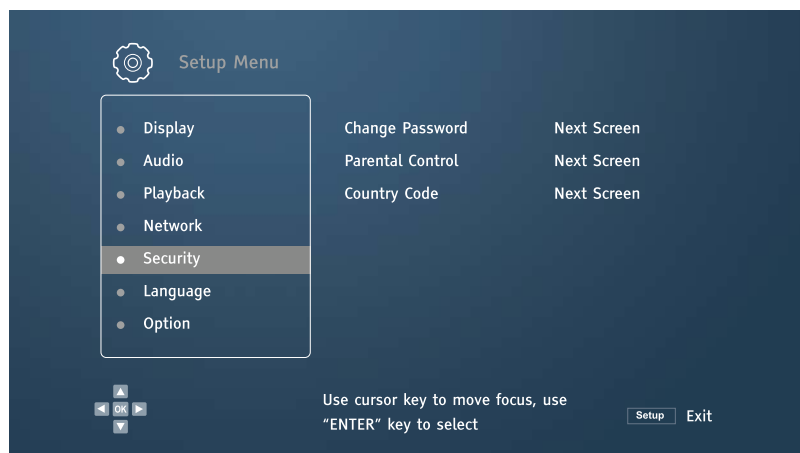 Setup Menu
Display
Audio
Playback
Network
Security
Language
Option
Change Password Next Screen
Parental Control Next Screen
Country Code Next Screen
OK
Use cursor key to move focus, use
“ENTER” key to select
Setup Exit